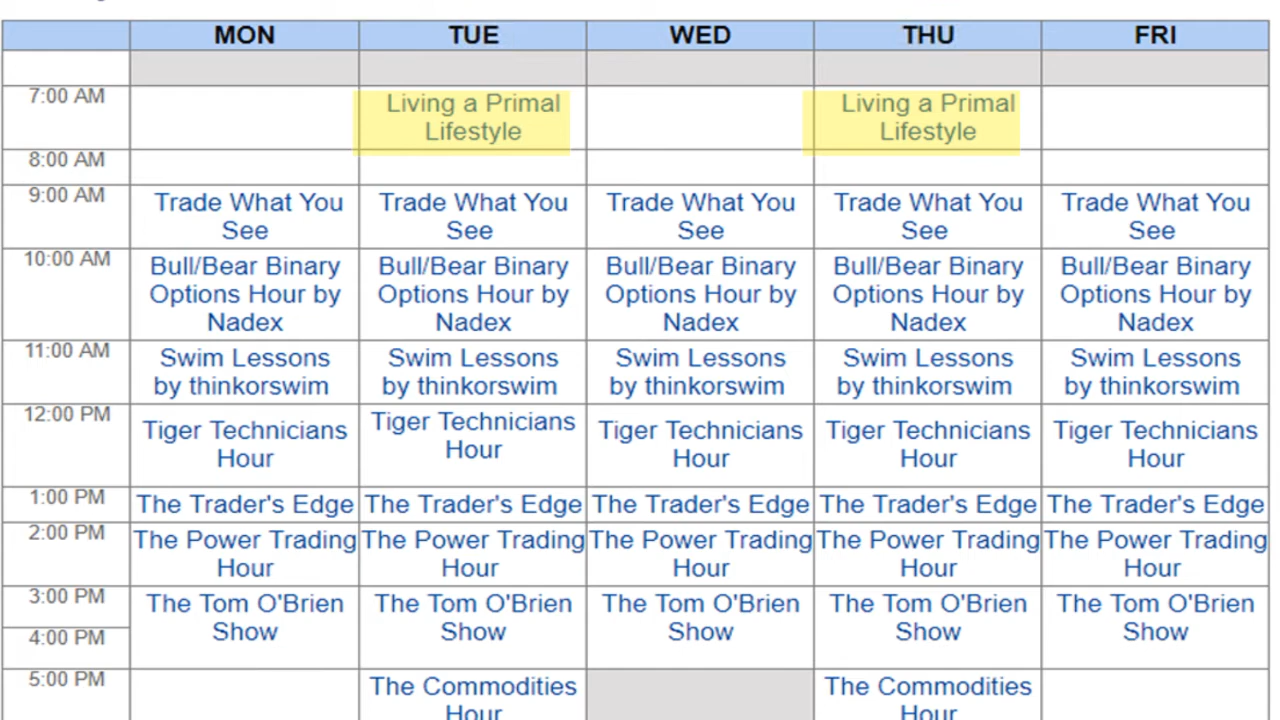 MON TUE WED THU FRI
7:00 AM
Living a Primal
Lifestyle
Living a Primal
Lifestyle
8:00 AM
9:00 AM
Trade What You
See
Trade What You
See
Trade What You
See
Trade What You
See
Trade What You
See
10:00 AM
Bull/Bear Binary
Options Hour by
Nadex
Bull/Bear Binary
Options Hour by
Nadex
Bull/Bear Binary
Options Hour by
Nadex
Bull/Bear Binary
Options Hour by
Nadex
Bull/Bear Binary
Options Hour by
Nadex
11:00 AM
Swim Lessons
by thinkorswim
Swim Lessons
by thinkorswim
Swim Lessons
by thinkorswim
Swim Lessons
by thinkorswim
Swim Lessons
by thinkorswim
12:00 PM
Tiger Technicians
Hour
Tiger Technicians
Hour
Tiger Technicians
Hour
Tiger Technicians
Hour
Tiger Technicians
Hour
1:00 PM
The Trader's Edge
The Trader's Edge
The Trader's Edge
The Trader's Edge
The Trader's Edge
2:00 PM
The Power Trading
Hour
The Power Trading
Hour
The Power Trading
Hour
The Power Trading
Hour
The Power Trading
Hour
3:00 PM
The Tom O'Brien
Show
The Tom O'Brien
Show
The Tom O'Brien
Show
The Tom O'Brien
Show
The Tom O'Brien
Show
4:00 PM
5:00 PM
The Commodities
Hour
The Commodities
Hour